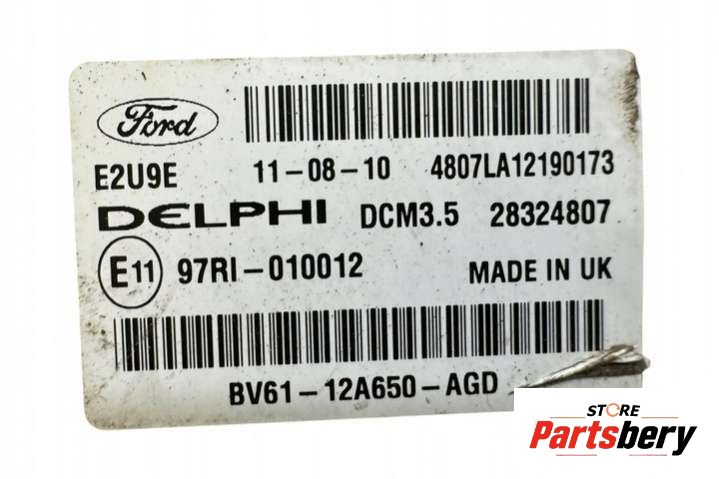 Ford
E2U9E 11-08-10 4807LA12190173
DELPHI DCM3.5 28324807
E11 97RI-010012 MADE IN UK
BV61-12A650-AGD
STORE
Partsbery